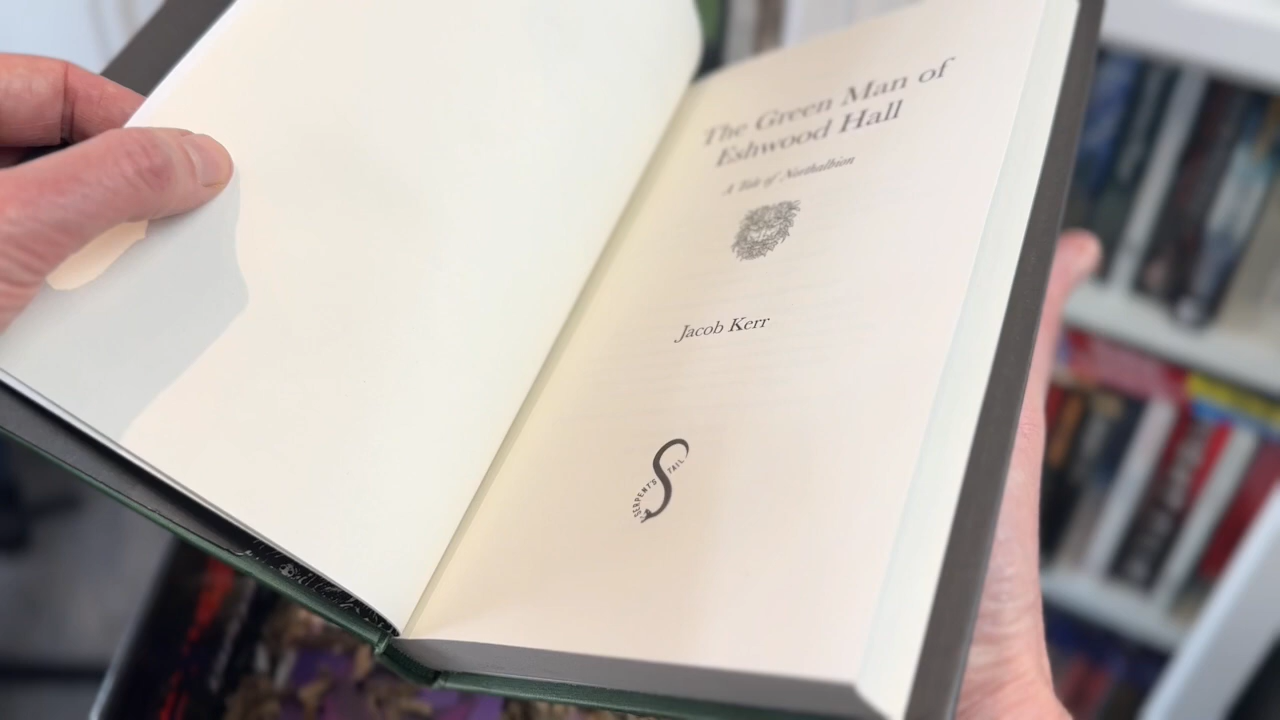 The Green Man of
Eshwood Hall
A Tale of Northalbion
Jacob Kerr
SERPENT'S TAIL